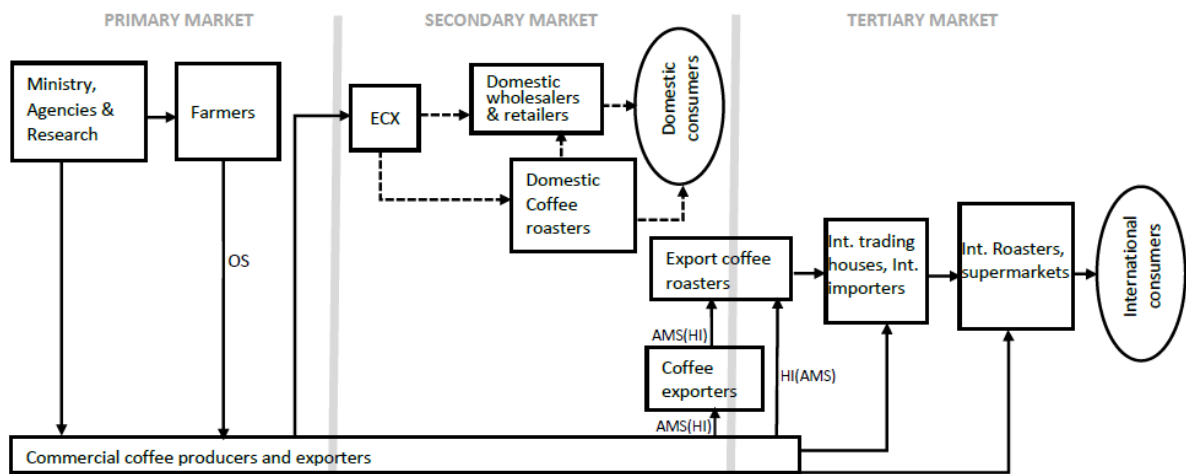 PRIMARY MARKET
SECONDARY MARKET
TERTIARY MARKET
Ministry,
Agencies &
Research
Farmers
ECX
Domestic
wholesalers
& retailers
Domestic
consumers
Domestic
Coffee
roasters
OS
Export coffee
roasters
Int. trading
houses, Int.
importers
Int. Roasters,
supermarkets
International
consumers
AMS(HI)
Coffee
exporters
HI(AMS)
AMS(HI)
Commercial coffee producers and exporters